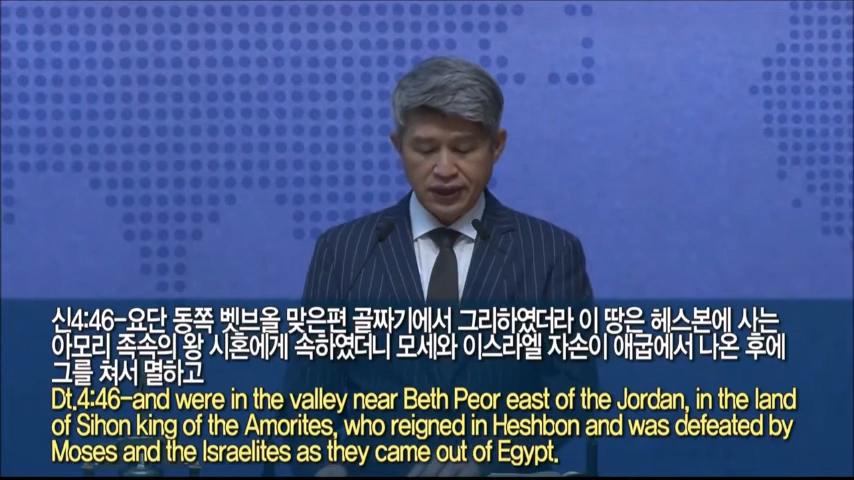 신4:46-요단 동쪽 벳브올 맞은편 골짜기에서 그리하였더라 이 땅은 헤스본에 사는
아모리 족속의 왕 시혼에게 속하였더니 모세와 이스라엘 자손이 애굽에서 나온 후에
그를 쳐서 멸하고
Dt.4:46-and were in the valley near Beth Peor east of the Jordan, in the land
of Sihon king of the Amorites, who reigned in Heshbon and was defeated by
Moses and the Israelites as they came out of Egypt.